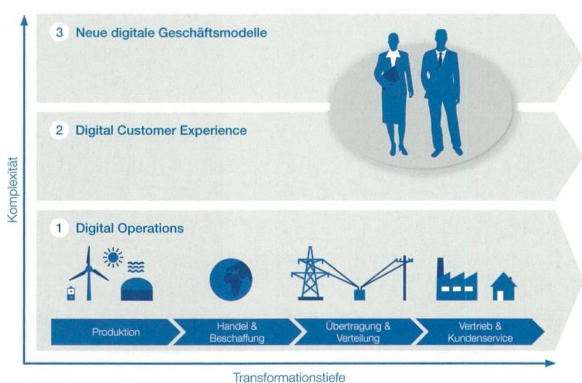 3 Neue digitale Geschäftsmodelle
2 Digital Customer Experience
Komplexität
1 Digital Operations
Produktion
Handel &
Beschaffung
Übertragung &
Verteilung
Vertrieb &
Kundenservice
Transformationstiefe